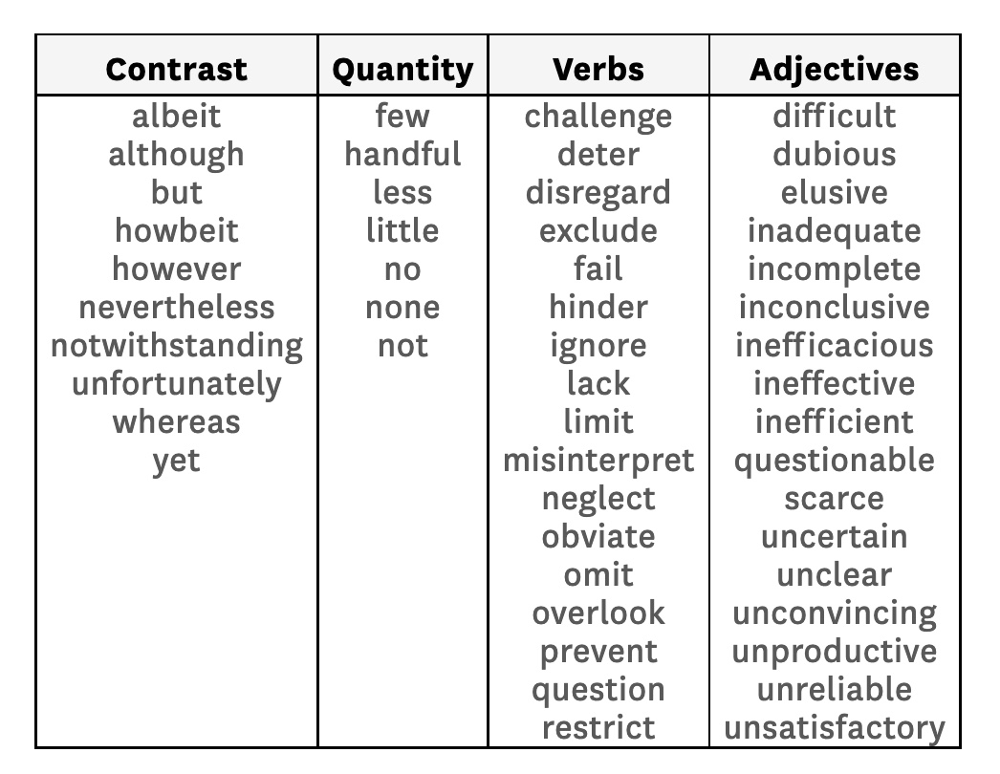 Contrast Quantity Verbs Adjectives
albeit few challenge difficult
although handful deter dubious
but less disregard elusive
howbeit little exclude inadequate
however no fail incomplete
nevertheless none hinder inconclusive
notwithstanding not ignore inefficacious
unfortunately lack ineffective
whereas limit inefficient
yet misinterpret questionable
neglect scarce
obviate uncertain
omit unclear
overlook unconvincing
prevent unproductive
question unreliable
restrict unsatisfactory